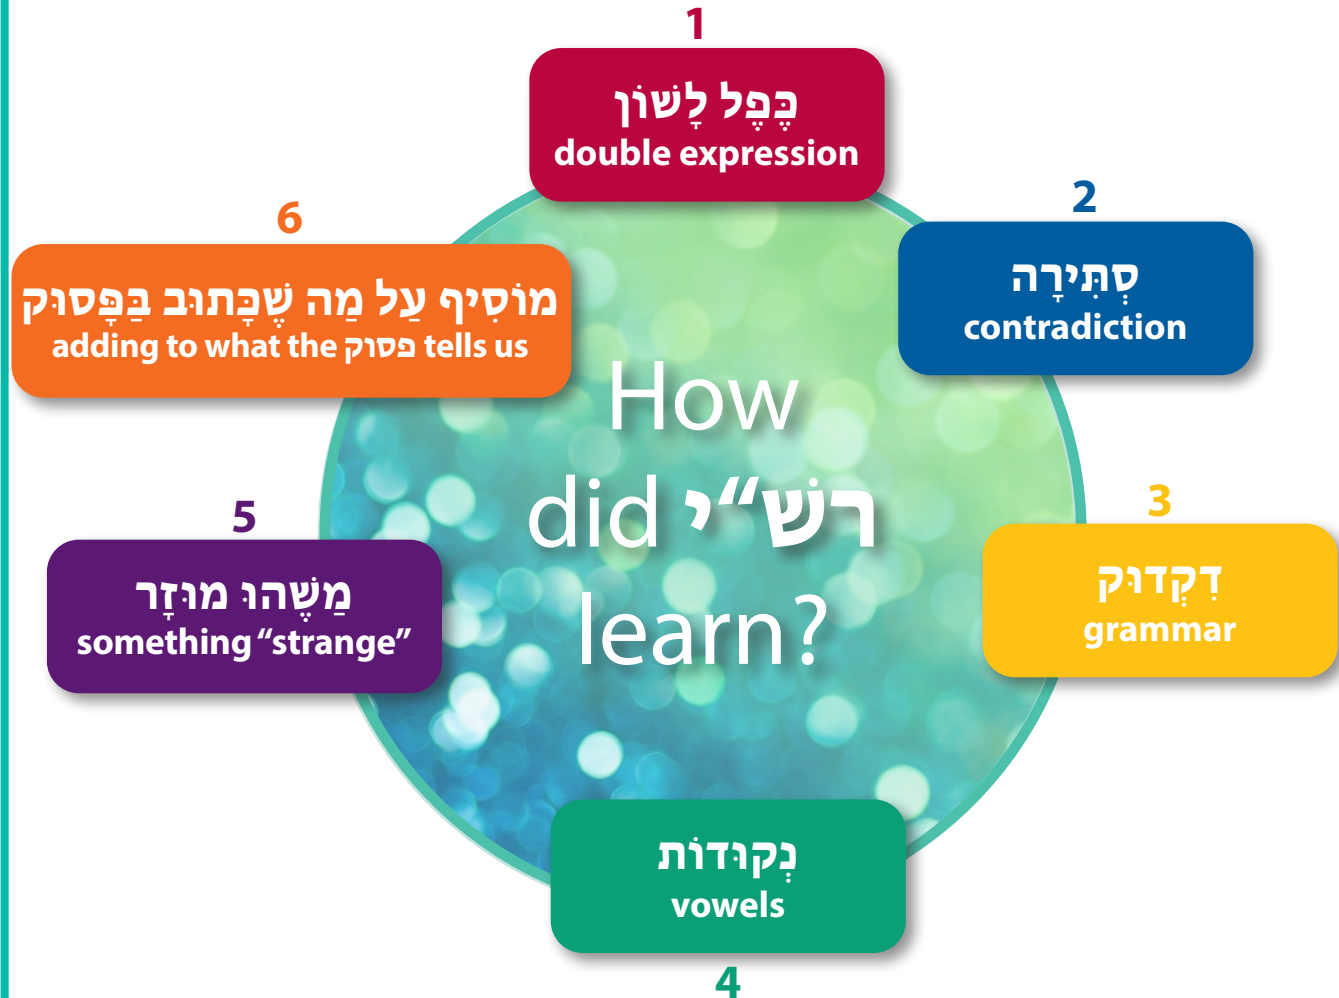 How
did רש“י
learn?
1
כֶּפֶל לָשׁוֹן
double expression
2
סְתִּירָה
contradiction
3
דִקְדוּק
grammar
נְקוּדוֹת
vowels
4
5
מַשֶׁהוּ מוּזָר
something “strange”
6
מוֹסִיף עַל מַה שֶׁכָּתוּב בַּפָּסוּק
adding to what the פסוק tells us